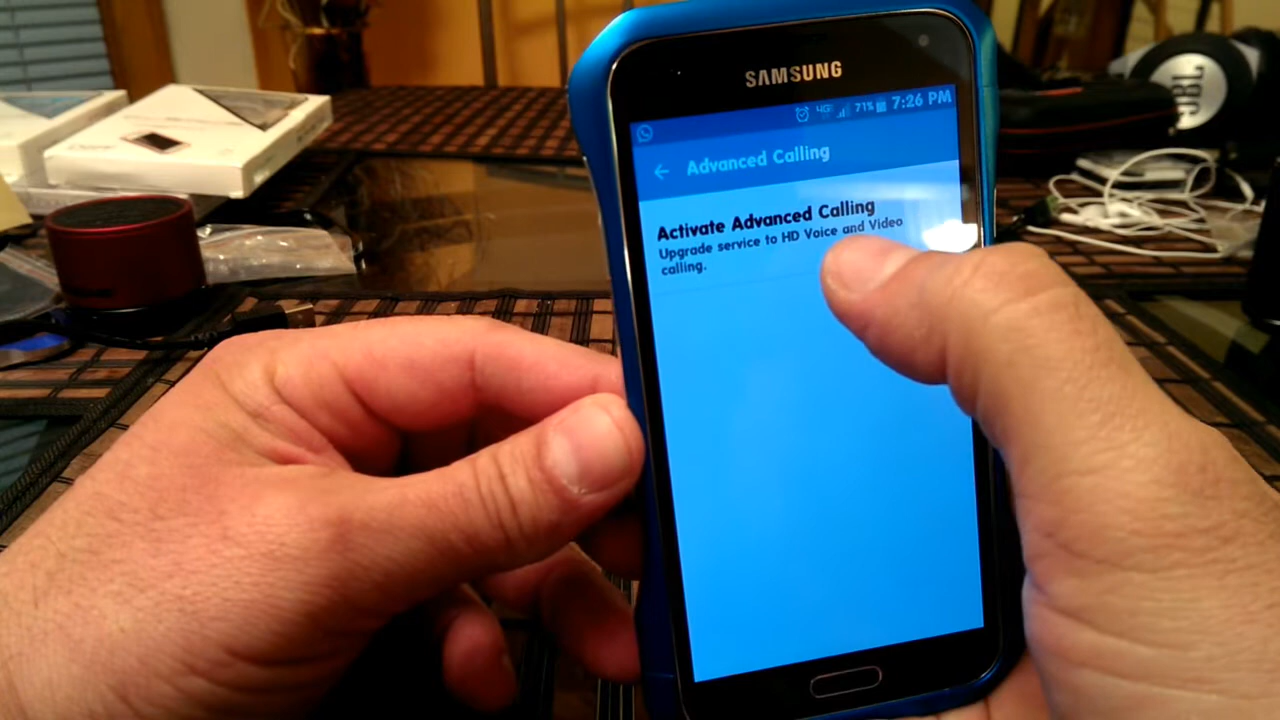 SAMSUNG
4G 71% 7:26 PM
Advanced Calling
Activate Advanced Calling
Upgrade service to HD Voice and Video
calling.
JBL